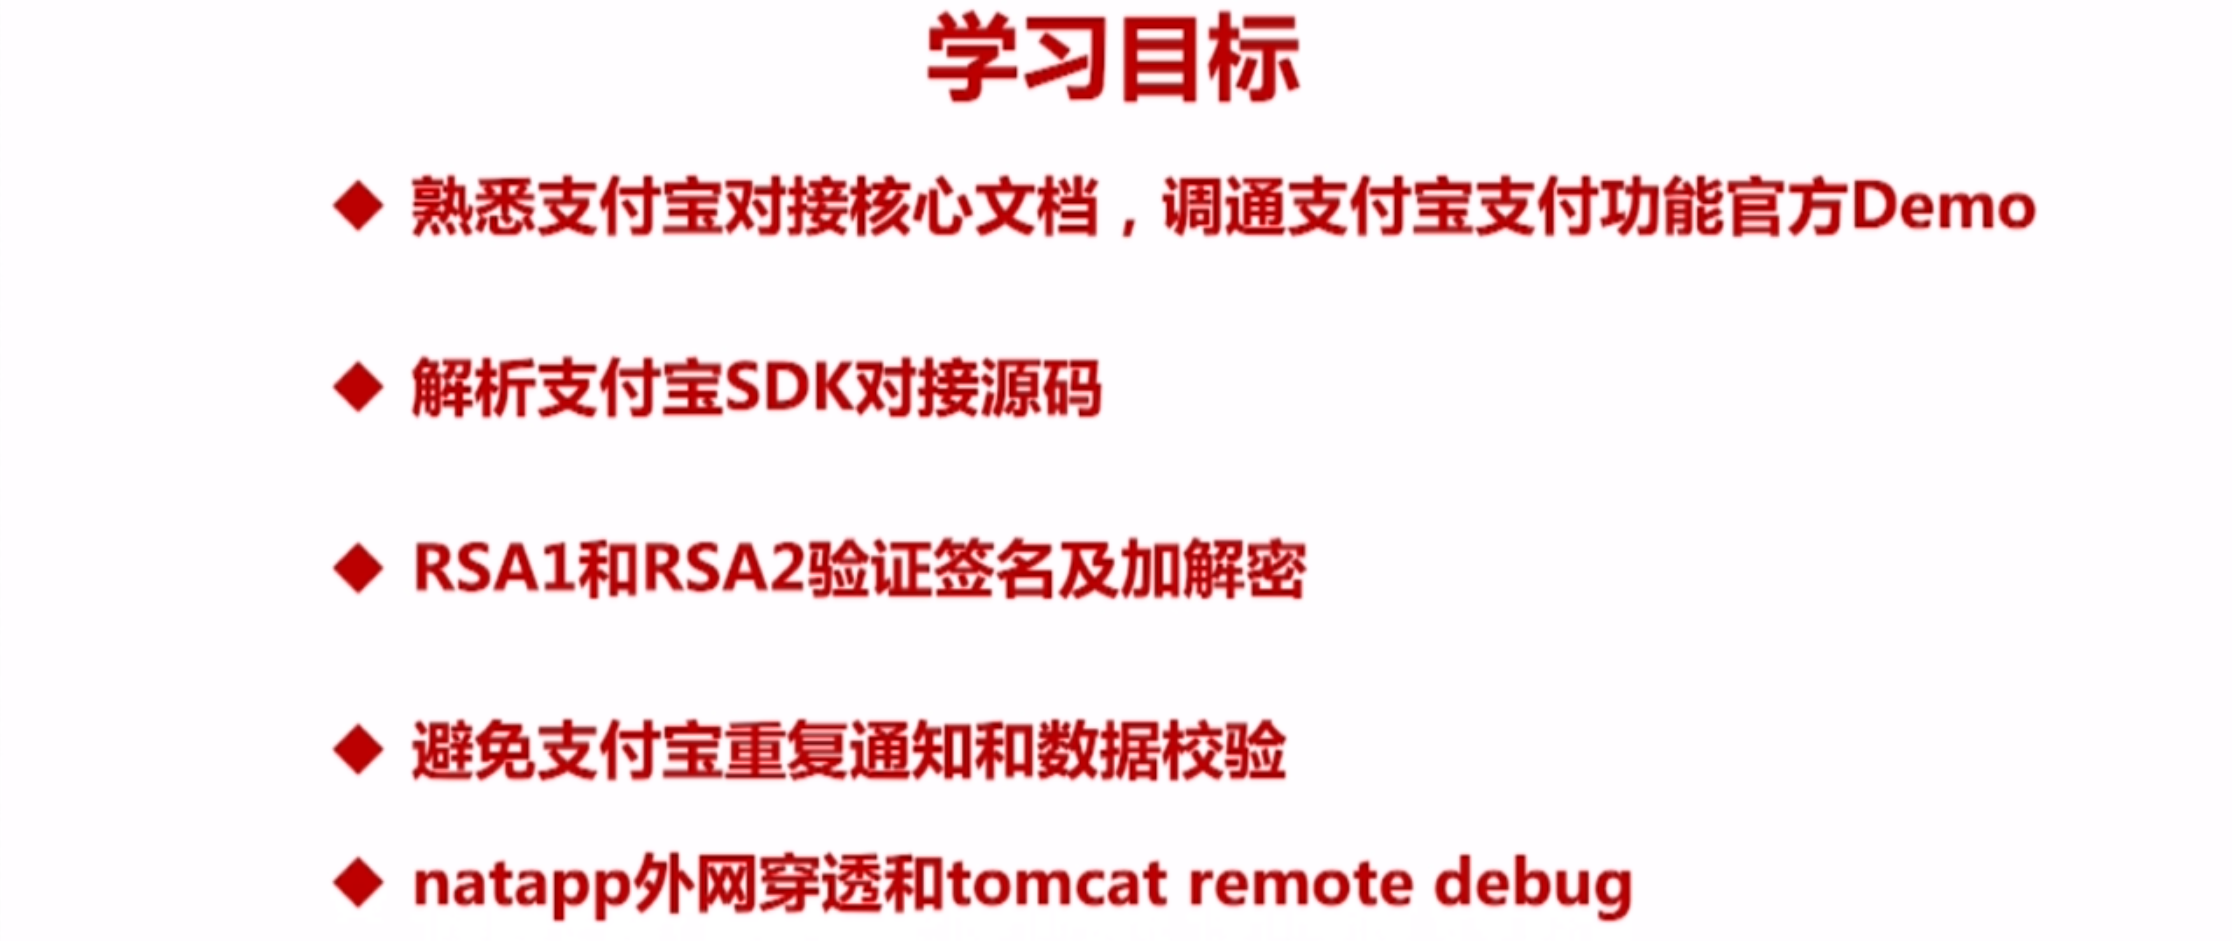 学习目标
◆ 熟悉支付宝对接核心文档，调通支付宝支付功能官方Demo
◆ 解析支付宝SDK对接源码
◆ RSA1和RSA2验证签名及加解密
◆ 避免支付宝重复通知和数据校验
◆ natapp外网穿透和tomcat remote debug